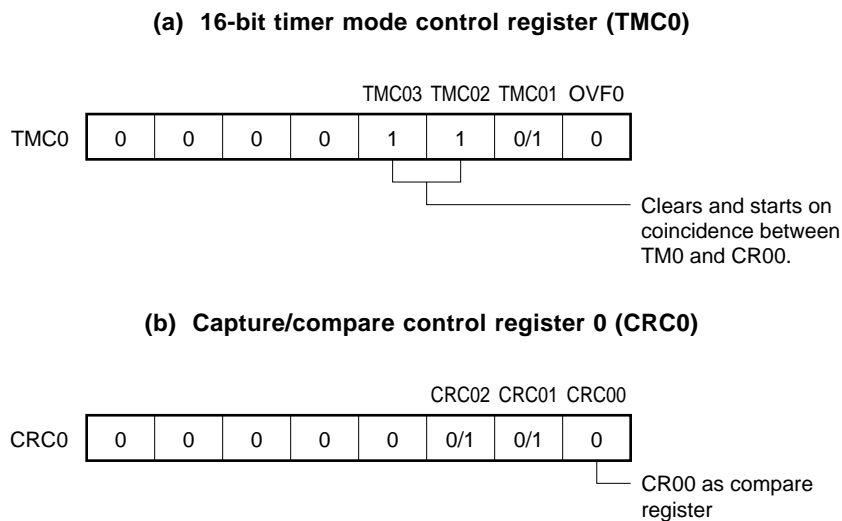 (a) 16-bit timer mode control register (TMC0)
TMC03 TMC02 TMC01 OVF0
TMC0 0 0 0 0 1 1 0/1 0
Clears and starts on
coincidence between
TM0 and CR00.
(b) Capture/compare control register 0 (CRC0)
CRC02 CRC01 CRC00
CRC0 0 0 0 0 0 0/1 0/1 0
CR00 as compare
register